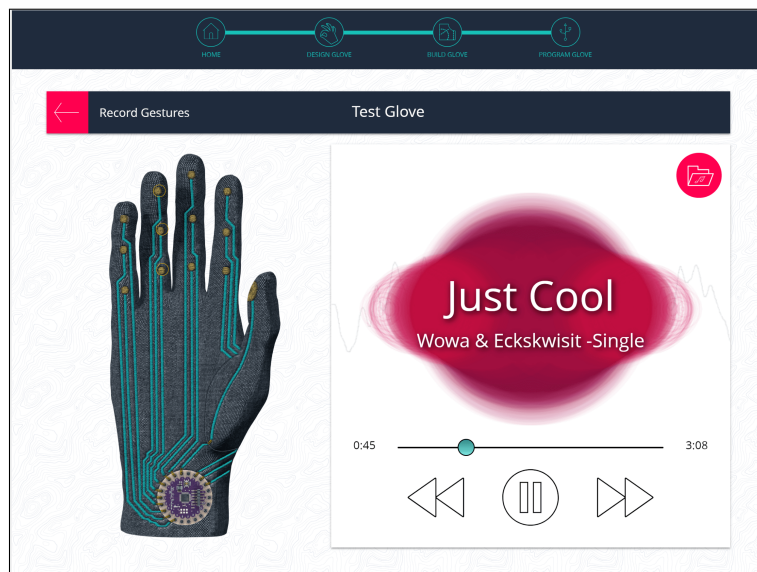 HOME
DESIGN GLOVE
BUILD GLOVE
PROGRAM GLOVE
Record Gestures
Test Glove
Just Cool
Wowa & Eckskwisit -Single
0:45
3:08